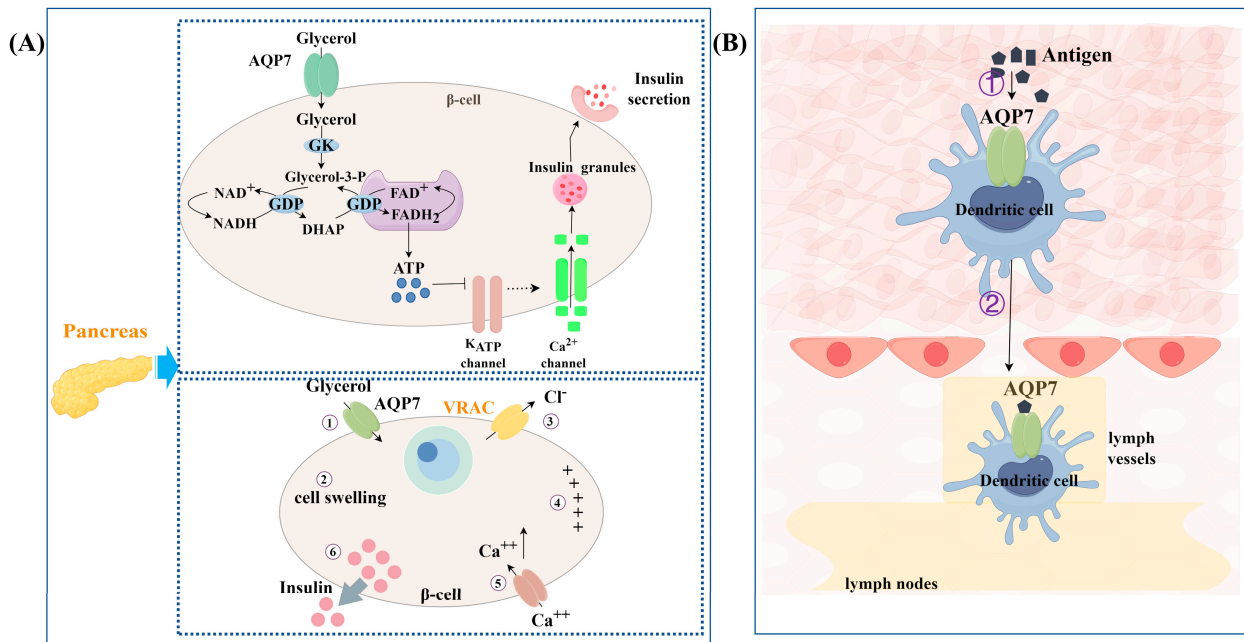 (A)
Pancreas
Glycerol
AQP7
β-cell
Insulin
secretion
Glycerol
GK
Glycerol-3-P
Insulin granules
NAD⁺
NADH
GDP
DHAP
GDP
FAD⁺
FADH₂
ATP
K_ATP
channel
Ca²⁺
channel
Glycerol
AQP7
VRAC
Cl⁻
①
③
②
cell swelling
④
+
+
+
+
+
⑥
Ca⁺⁺
⑤
Insulin
β-cell
Ca⁺⁺
(B)
Antigen
①
AQP7
Dendritic cell
②
AQP7
lymph
vessels
Dendritic cell
lymph nodes